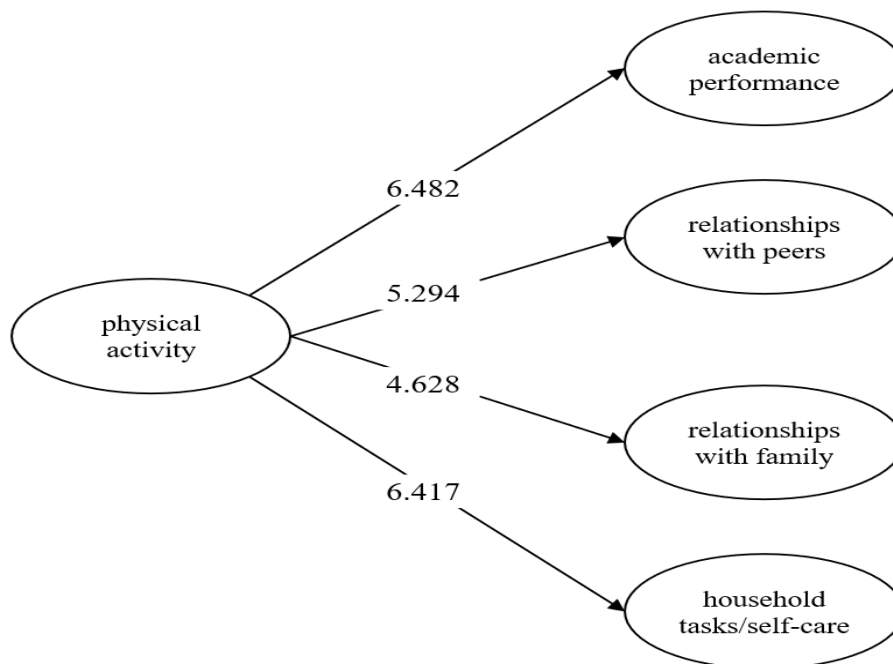 academic
performance
6.482
relationships
with peers
5.294
physical
activity
4.628
relationships
with family
6.417
household
tasks/self-care